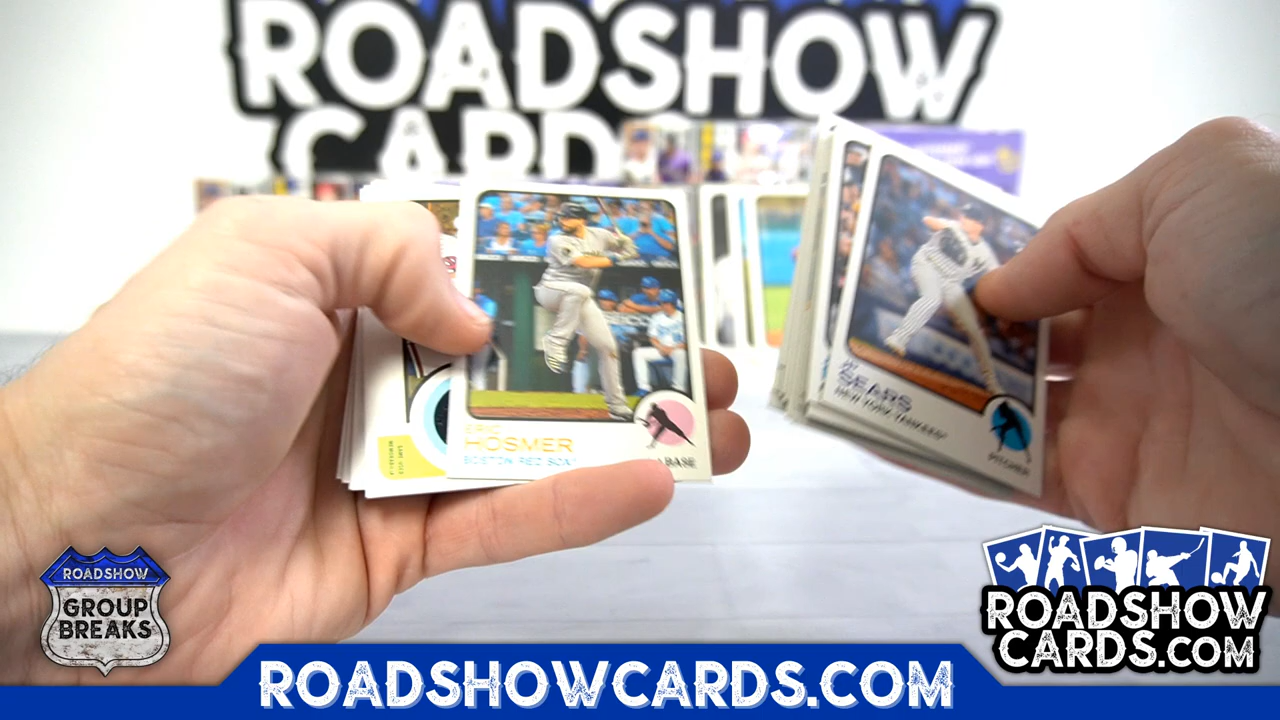 ROADSHOW
CARDS
ERIC
HOSMER
BOSTON RED SOX
BASE
SEARS
NEW YORK YANKEES
PITCHER
ROADSHOW
GROUP
BREAKS
ROADSHOW
CARDS.COM
ROADSHOWCARDS.COM